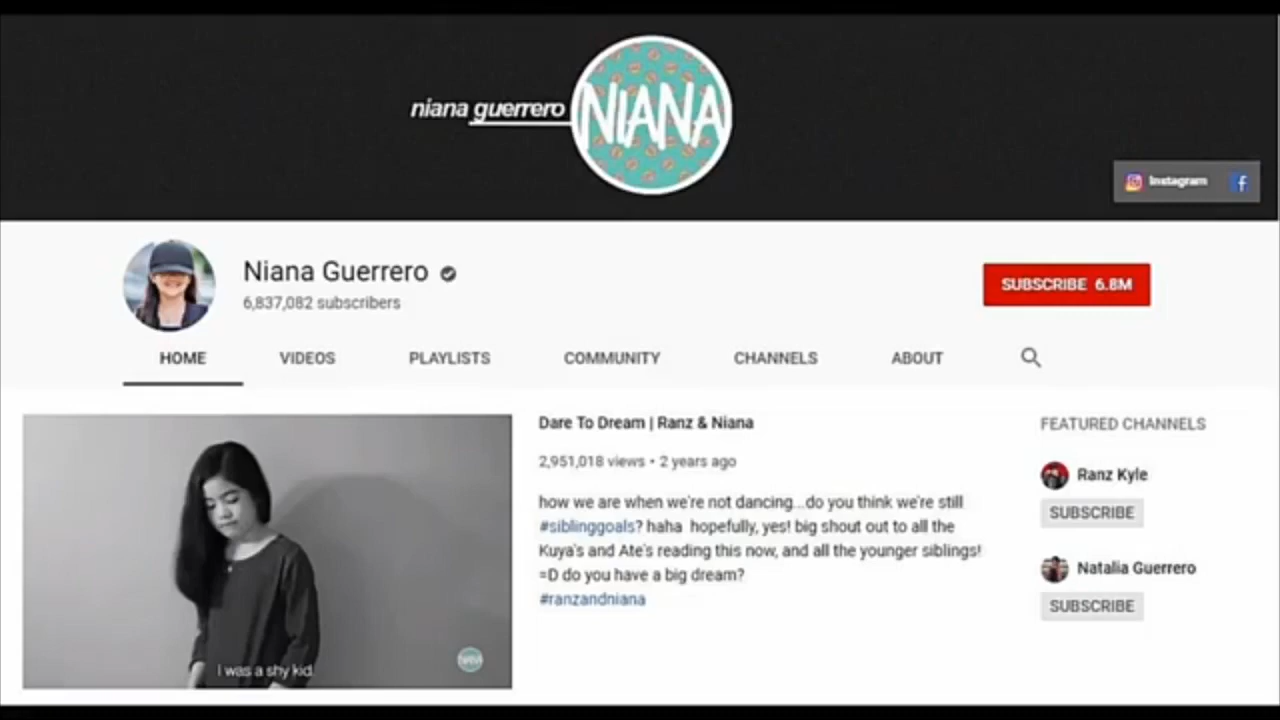 niana guerrero
NIANA
Instagram
Niana Guerrero
6,837,082 subscribers
SUBSCRIBE 6.8M
HOME VIDEOS PLAYLISTS COMMUNITY CHANNELS ABOUT
I was a shy kid.
NIANA
Dare To Dream | Ranz & Niana
2,951,018 views • 2 years ago
how we are when we're not dancing...do you think we're still
#siblinggoals? haha hopefully, yes! big shout out to all the
Kuya's and Ate's reading this now, and all the younger siblings!
=D do you have a big dream?
#ranzandniana
FEATURED CHANNELS
Ranz Kyle
SUBSCRIBE
Natalia Guerrero
SUBSCRIBE